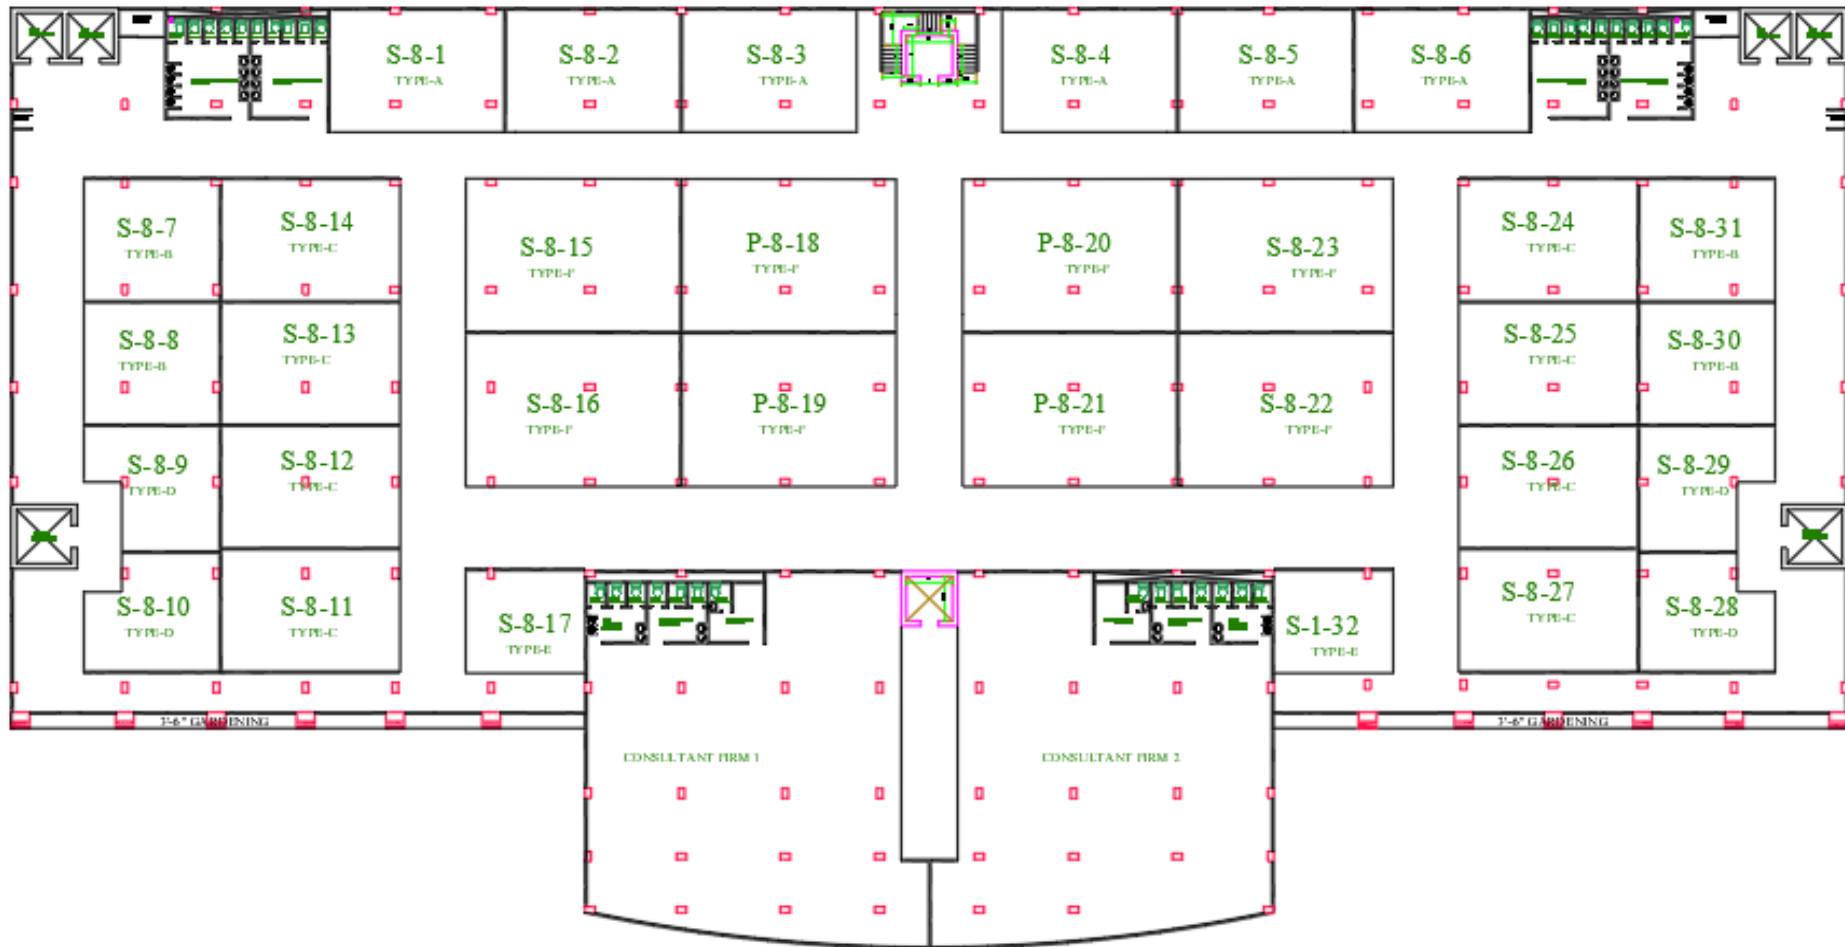 S-8-1
TYPE-A
S-8-2
TYPE-A
S-8-3
TYPE-A
S-8-4
TYPE-A
S-8-5
TYPE-A
S-8-6
TYPE-A
S-8-7
TYPE-B
S-8-14
TYPE-C
S-8-15
TYPE-F
P-8-18
TYPE-F
P-8-20
TYPE-F
S-8-23
TYPE-F
S-8-24
TYPE-C
S-8-31
TYPE-B
S-8-8
TYPE-B
S-8-13
TYPE-C
S-8-25
TYPE-C
S-8-30
TYPE-B
S-8-16
TYPE-F
P-8-19
TYPE-F
P-8-21
TYPE-F
S-8-22
TYPE-F
S-8-9
TYPE-D
S-8-12
TYPE-C
S-8-26
TYPE-C
S-8-29
TYPE-D
S-8-10
TYPE-D
S-8-11
TYPE-C
S-8-17
TYPE-E
S-1-32
TYPE-E
S-8-27
TYPE-C
S-8-28
TYPE-D
3'-6" GARDENING
3'-6" GARDENING
CONSULTANT FIRM 1
CONSULTANT FIRM 2